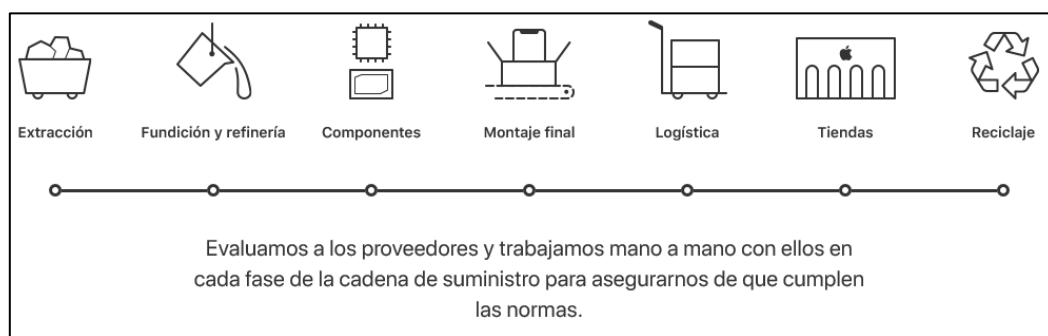 Extracción
Fundición y refinería
Componentes
Montaje final
Logística
Tiendas
Reciclaje
Evaluamos a los proveedores y trabajamos mano a mano con ellos en
cada fase de la cadena de suministro para asegurarnos de que cumplen
las normas.